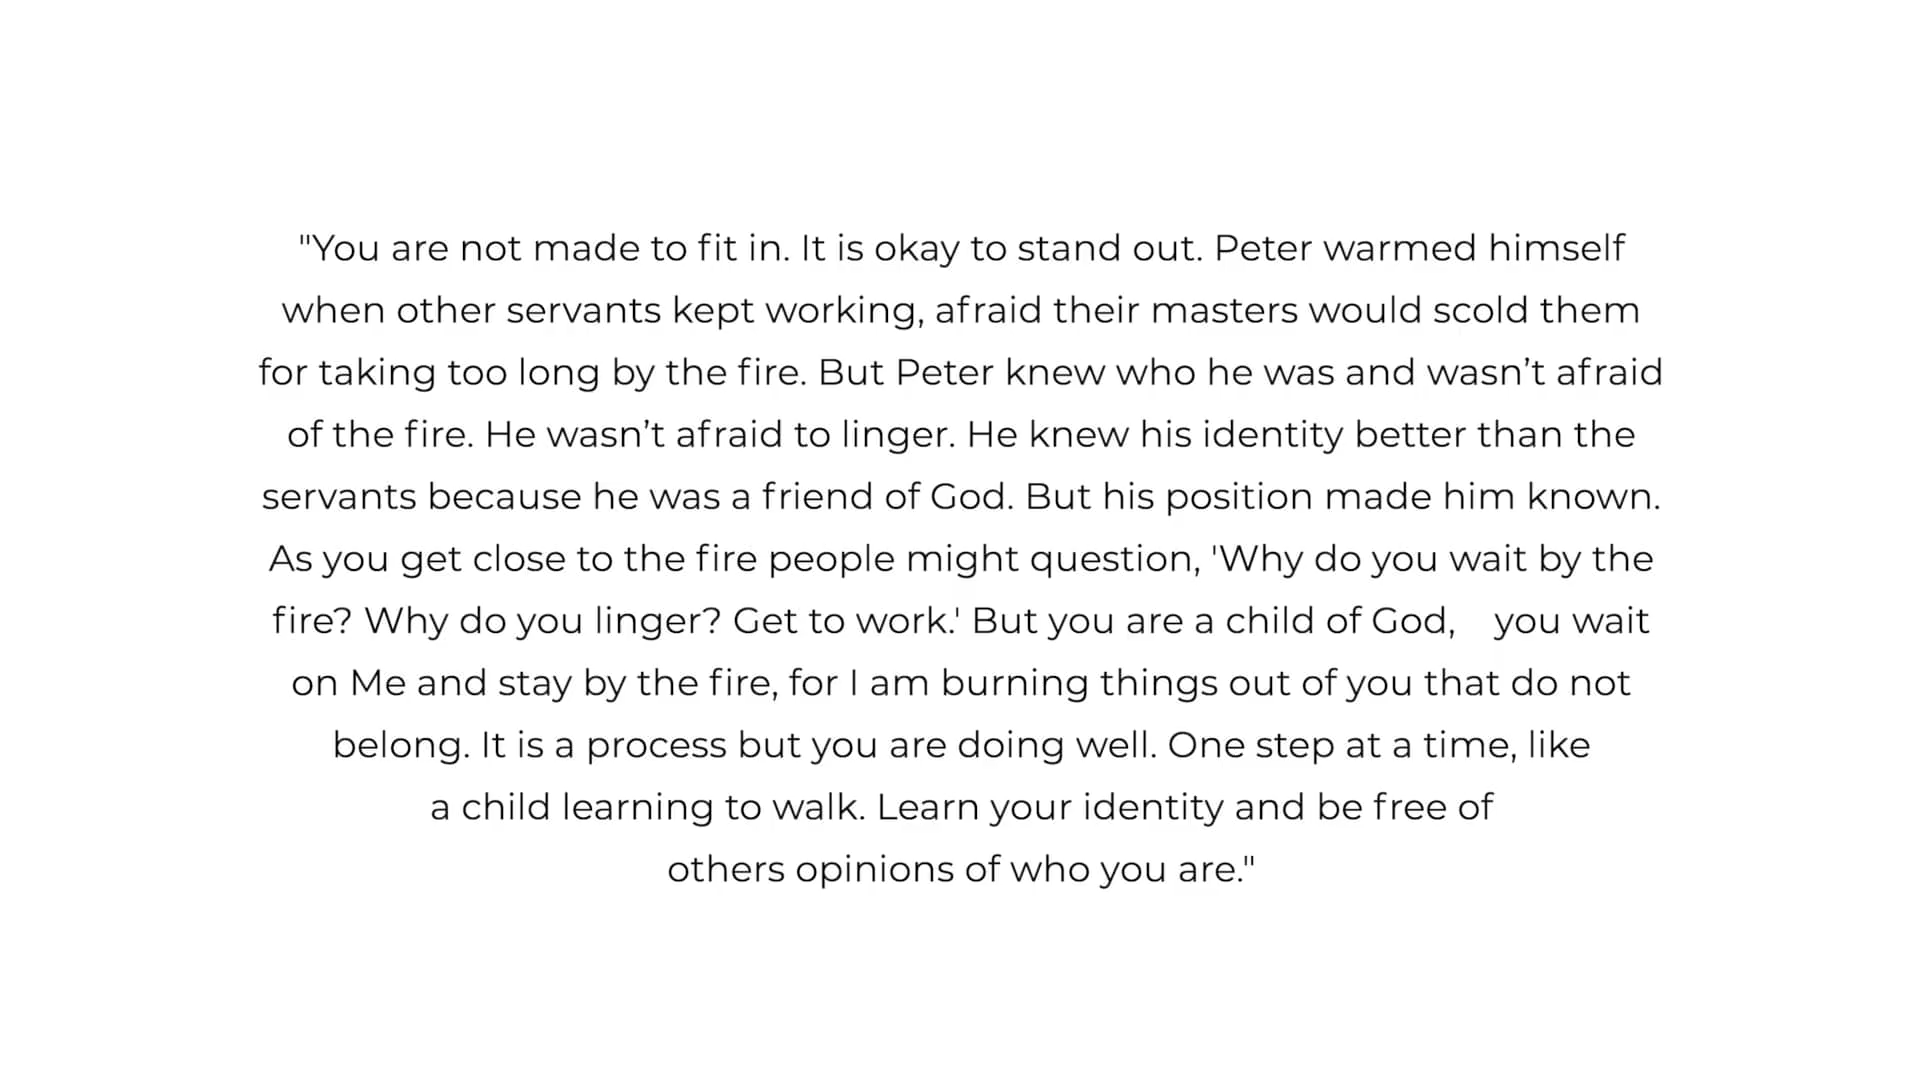 "You are not made to fit in. It is okay to stand out. Peter warmed himself
when other servants kept working, afraid their masters would scold them
for taking too long by the fire. But Peter knew who he was and wasn’t afraid
of the fire. He wasn’t afraid to linger. He knew his identity better than the
servants because he was a friend of God. But his position made him known.
As you get close to the fire people might question, 'Why do you wait by the
fire? Why do you linger? Get to work.' But you are a child of God,    you wait
on Me and stay by the fire, for I am burning things out of you that do not
belong. It is a process but you are doing well. One step at a time, like
a child learning to walk. Learn your identity and be free of
others opinions of who you are."